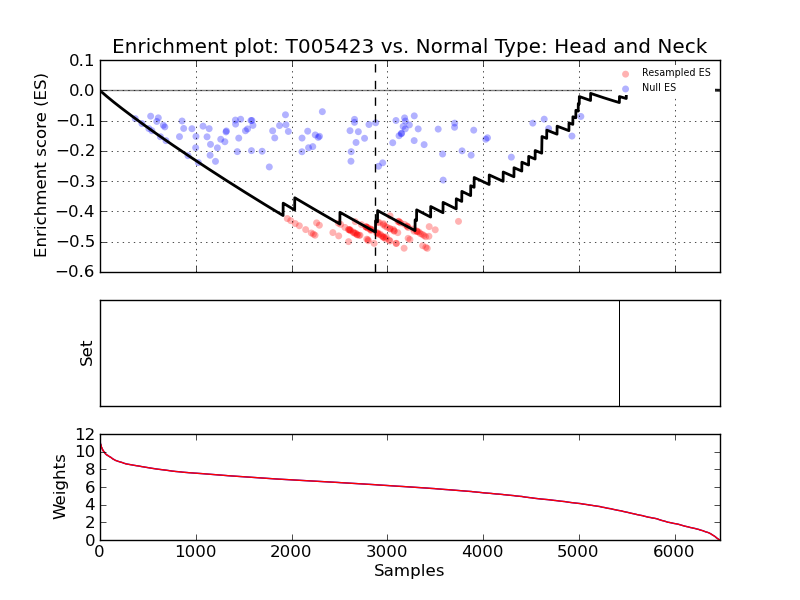 Enrichment plot: T005423 vs. Normal Type: Head and Neck
0.1
0.0
−0.1
−0.2
−0.3
−0.4
−0.5
−0.6
Enrichment score (ES)
Resampled ES
Null ES
Set
12
10
8
6
4
2
0
Weights
0 1000 2000 3000 4000 5000 6000
Samples